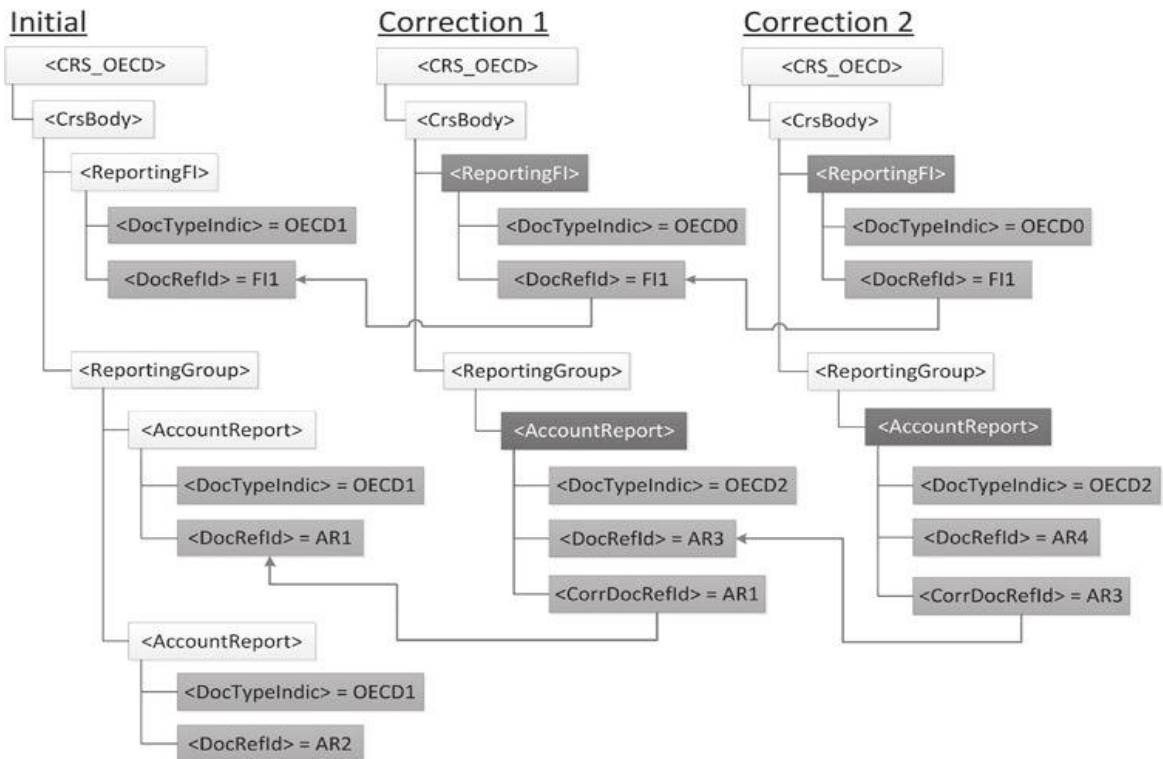 Initial
<CRS_OECD>
<CrsBody>
<ReportingFI>
<DocTypeIndic> = OECD1
<DocRefId> = FI1
<ReportingGroup>
<AccountReport>
<DocTypeIndic> = OECD1
<DocRefId> = AR1
<AccountReport>
<DocTypeIndic> = OECD1
<DocRefId> = AR2
Correction 1
<CRS_OECD>
<CrsBody>
<ReportingFI>
<DocTypeIndic> = OECD0
<DocRefId> = FI1
<ReportingGroup>
<AccountReport>
<DocTypeIndic> = OECD2
<DocRefId> = AR3
<CorrDocRefId> = AR1
Correction 2
<CRS_OECD>
<CrsBody>
<ReportingFI>
<DocTypeIndic> = OECD0
<DocRefId> = FI1
<ReportingGroup>
<AccountReport>
<DocTypeIndic> = OECD2
<DocRefId> = AR4
<CorrDocRefId> = AR3